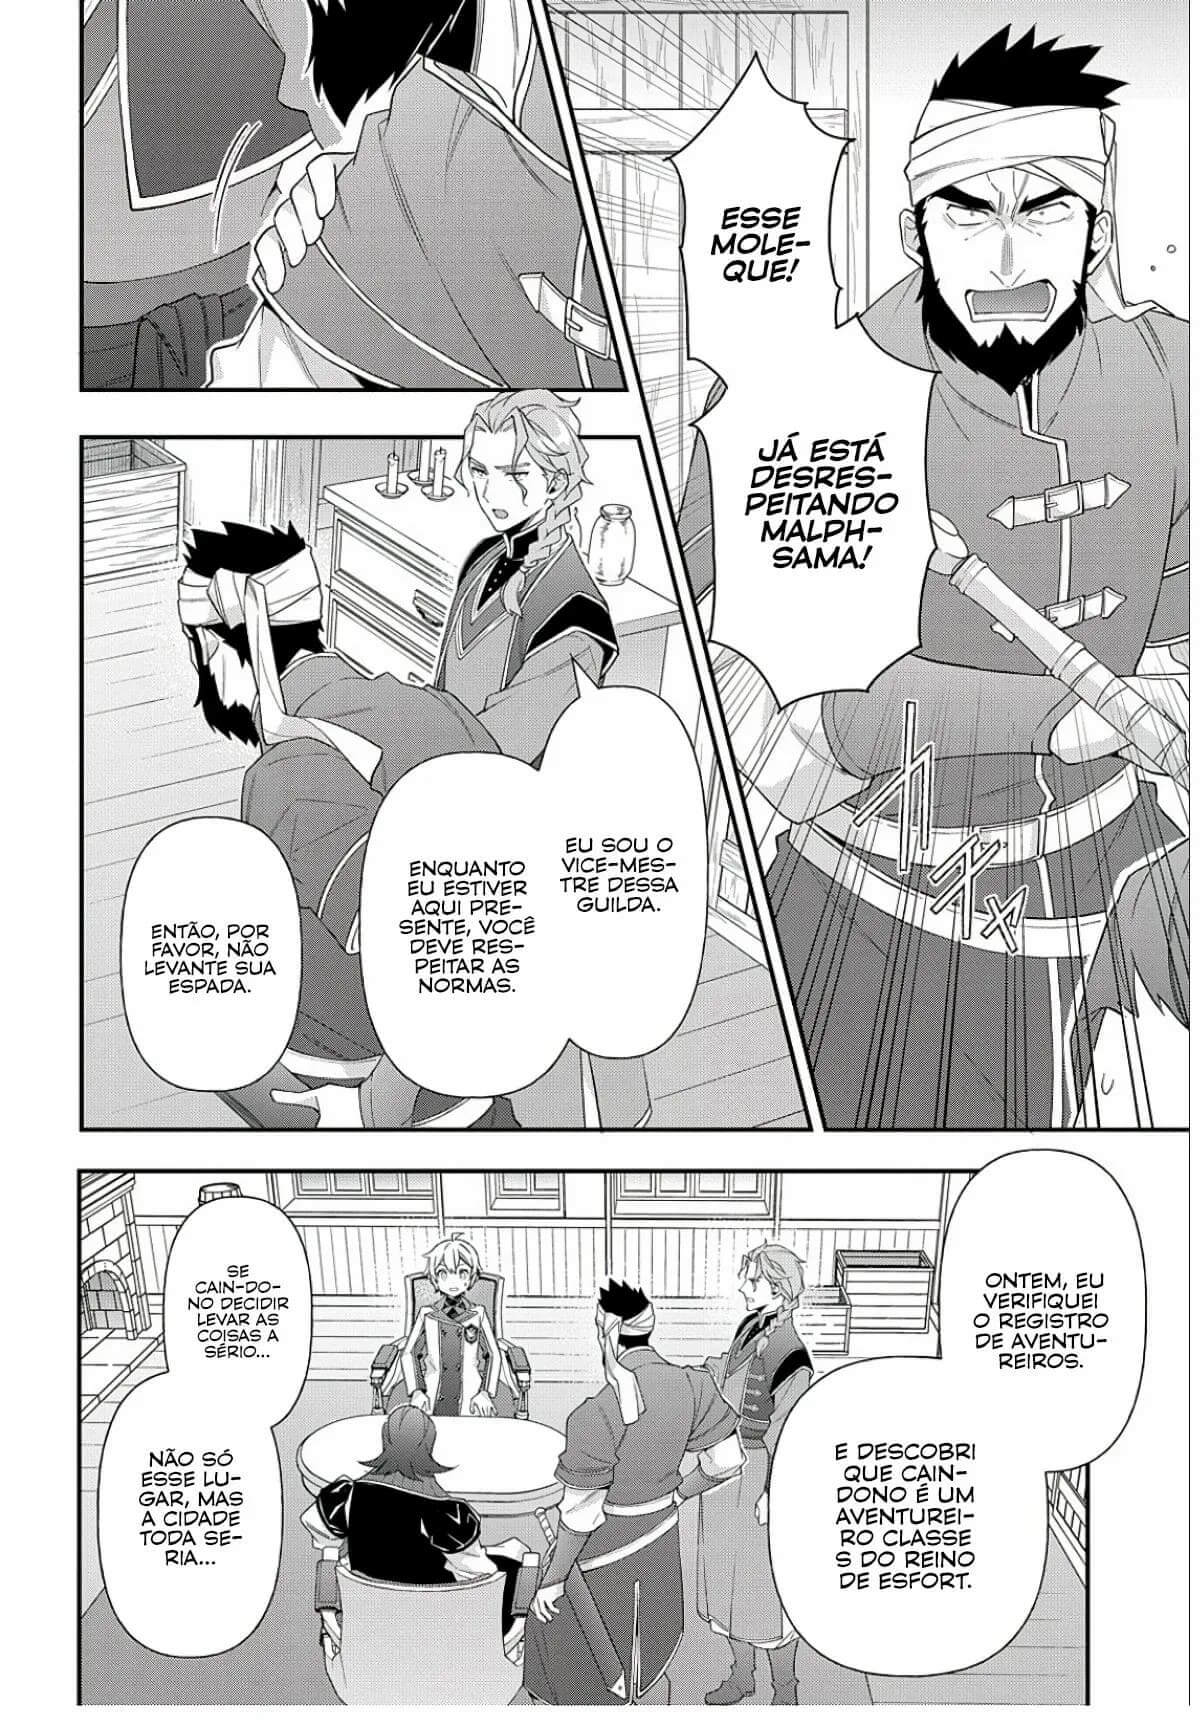 ESSE
MOLE-
QUE!
JÁ ESTÁ
DESRES-
PEITANDO
MALPH-
SAMA!
EU SOU O
VICE-MES-
TRE DESSA
GUILDA.
ENQUANTO
EU ESTIVER
AQUI PRE-
SENTE, VOCÊ
DEVE RES-
PEITAR AS
NORMAS.
ENTÃO, POR
FAVOR, NÃO
LEVANTE SUA
ESPADA.
ONTEM, EU
VERIFIQUEI
O REGISTRO
DE AVENTU-
REIROS.
E DESCOBRI
QUE CAIN-
DONO É UM
AVENTUREI-
RO CLASSE
S DO REINO
DE ESFORT.
SE
CAIN-DO-
NO DECIDIR
LEVAR AS
COISAS A
SÉRIO...
NÃO SÓ
ESSE LU-
GAR, MAS
A CIDADE
TODA SE-
RIA...